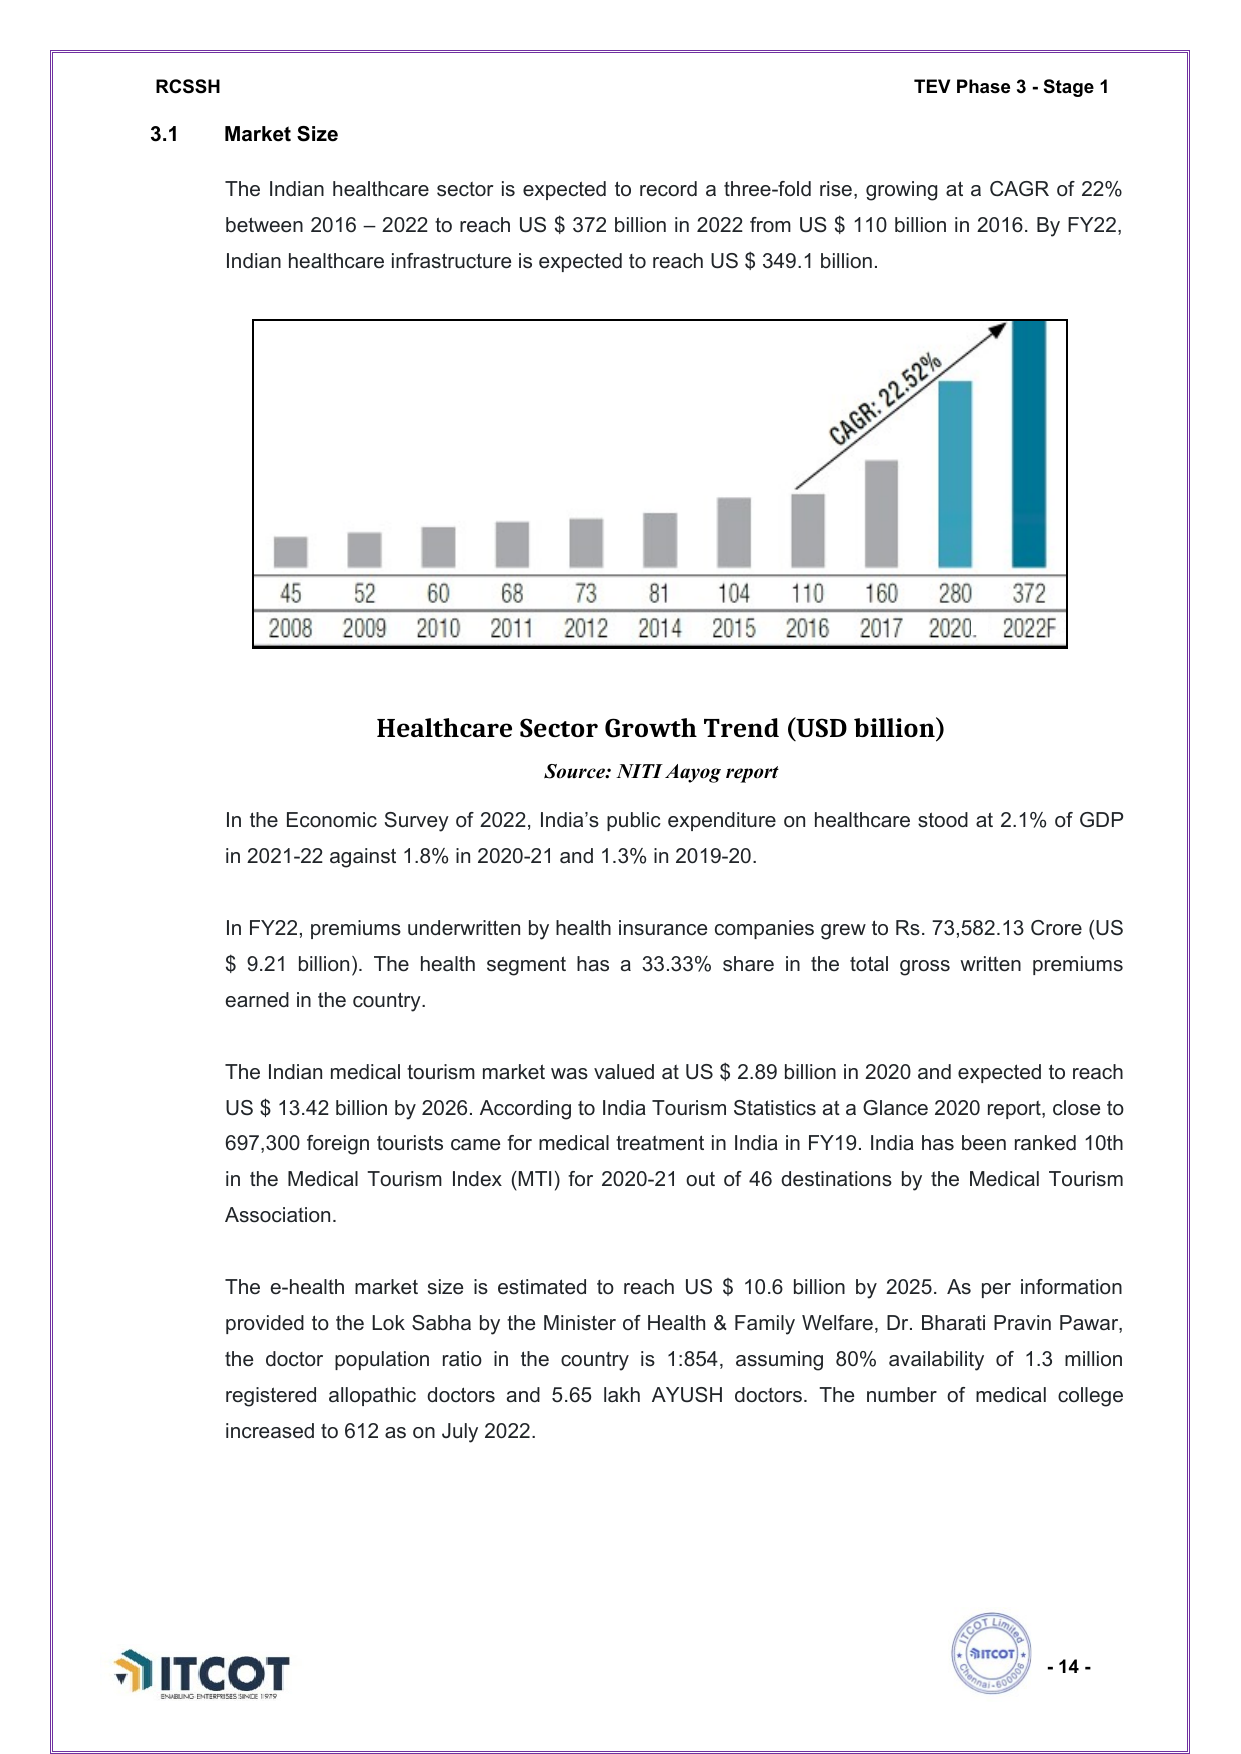 RCSSH TEV Phase 3 - Stage 1
3.1 Market Size
The Indian healthcare sector is expected to record a three-fold rise, growing at a CAGR of 22%
between 2016 – 2022 to reach US $ 372 billion in 2022 from US $ 110 billion in 2016. By FY22,
Indian healthcare infrastructure is expected to reach US $ 349.1 billion.
CAGR: 22.52%
45 52 60 68 73 81 104 110 160 280 372
2008 2009 2010 2011 2012 2014 2015 2016 2017 2020. 2022F
Healthcare Sector Growth Trend (USD billion)
Source: NITI Aayog report
In the Economic Survey of 2022, India’s public expenditure on healthcare stood at 2.1% of GDP
in 2021-22 against 1.8% in 2020-21 and 1.3% in 2019-20.
In FY22, premiums underwritten by health insurance companies grew to Rs. 73,582.13 Crore (US
$ 9.21 billion). The health segment has a 33.33% share in the total gross written premiums
earned in the country.
The Indian medical tourism market was valued at US $ 2.89 billion in 2020 and expected to reach
US $ 13.42 billion by 2026. According to India Tourism Statistics at a Glance 2020 report, close to
697,300 foreign tourists came for medical treatment in India in FY19. India has been ranked 10th
in the Medical Tourism Index (MTI) for 2020-21 out of 46 destinations by the Medical Tourism
Association.
The e-health market size is estimated to reach US $ 10.6 billion by 2025. As per information
provided to the Lok Sabha by the Minister of Health & Family Welfare, Dr. Bharati Pravin Pawar,
the doctor population ratio in the country is 1:854, assuming 80% availability of 1.3 million
registered allopathic doctors and 5.65 lakh AYUSH doctors. The number of medical college
increased to 612 as on July 2022.
ITCOT
ENABLING ENTERPRISES SINCE 1979
ITCOT Limited
ITCOT
Chennai-600006
- 14 -